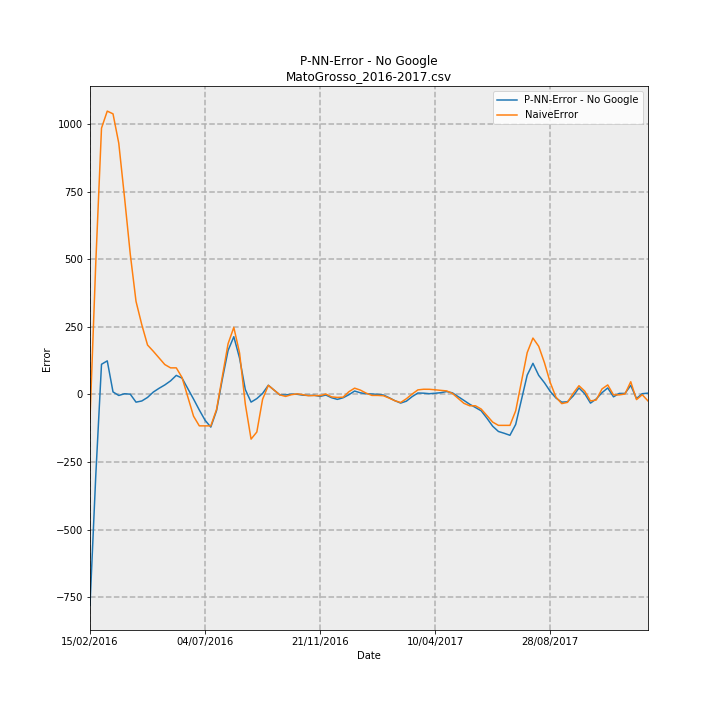 P-NN-Error - No Google
MatoGrosso_2016-2017.csv
P-NN-Error - No Google
NaiveError
1000
750
500
250
0
−250
−500
−750
Error
15/02/2016 04/07/2016 21/11/2016 10/04/2017 28/08/2017
Date